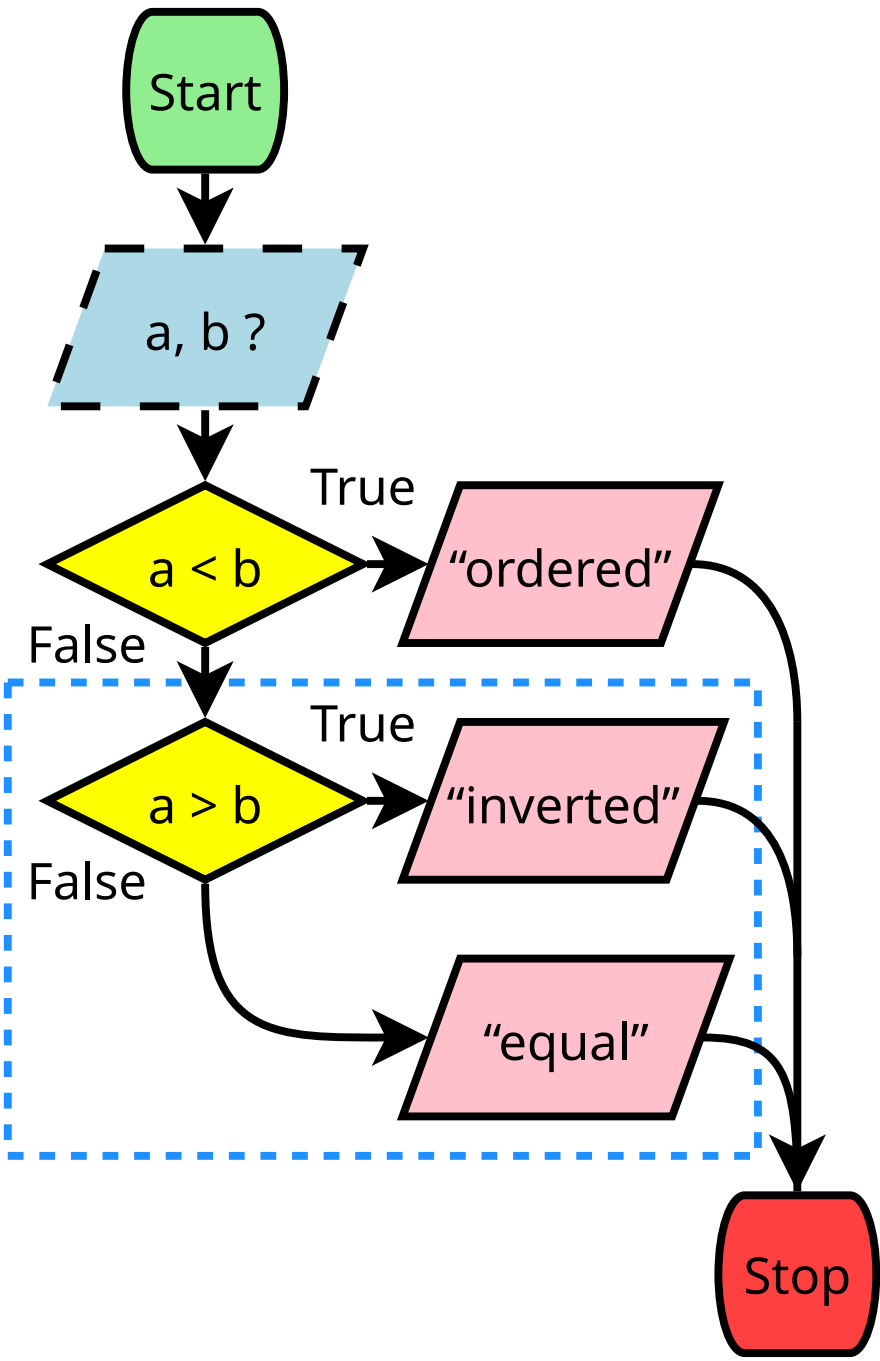 Start
a, b ?
True
a < b
“ordered”
False
True
a > b
“inverted”
False
“equal”
Stop